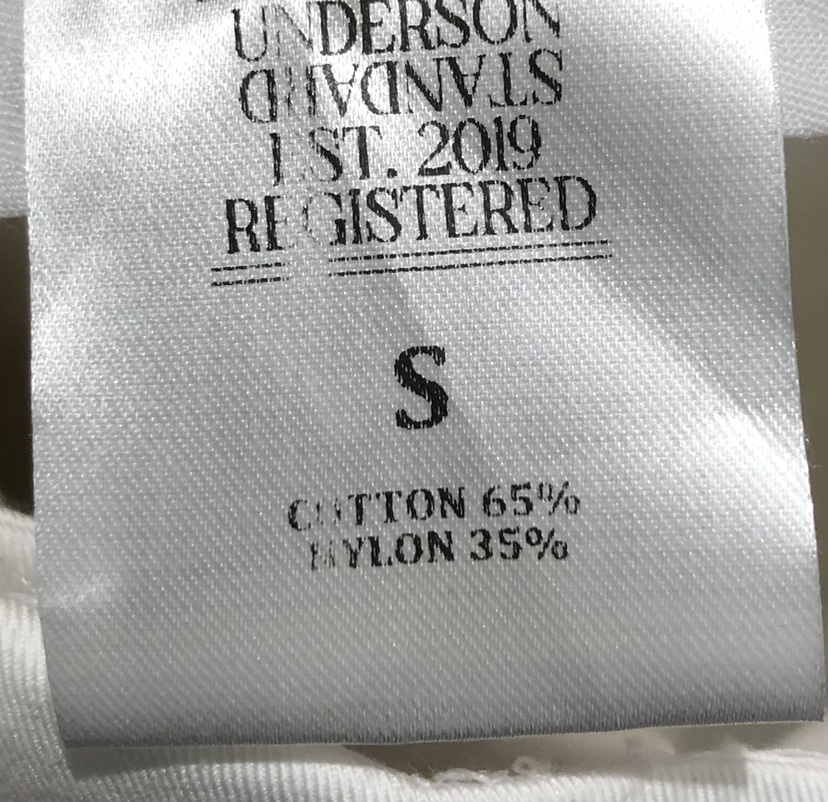 UNDERSON
STANDARD
EST. 2019
REGISTERED
S
COTTON 65%
NYLON 35%